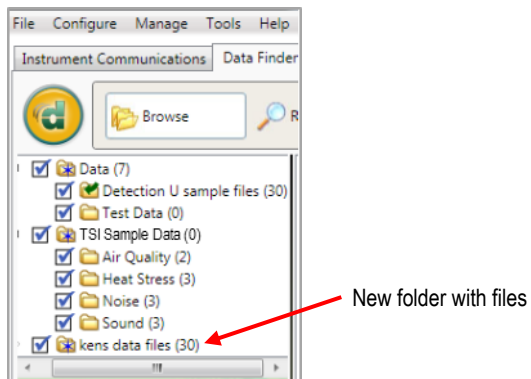 File Configure Manage Tools Help
Instrument Communications Data Finder
d Browse R
Data (7)
Detection U sample files (30)
Test Data (0)
TSI Sample Data (0)
Air Quality (2)
Heat Stress (3)
Noise (3)
Sound (3)
kens data files (30)
New folder with files